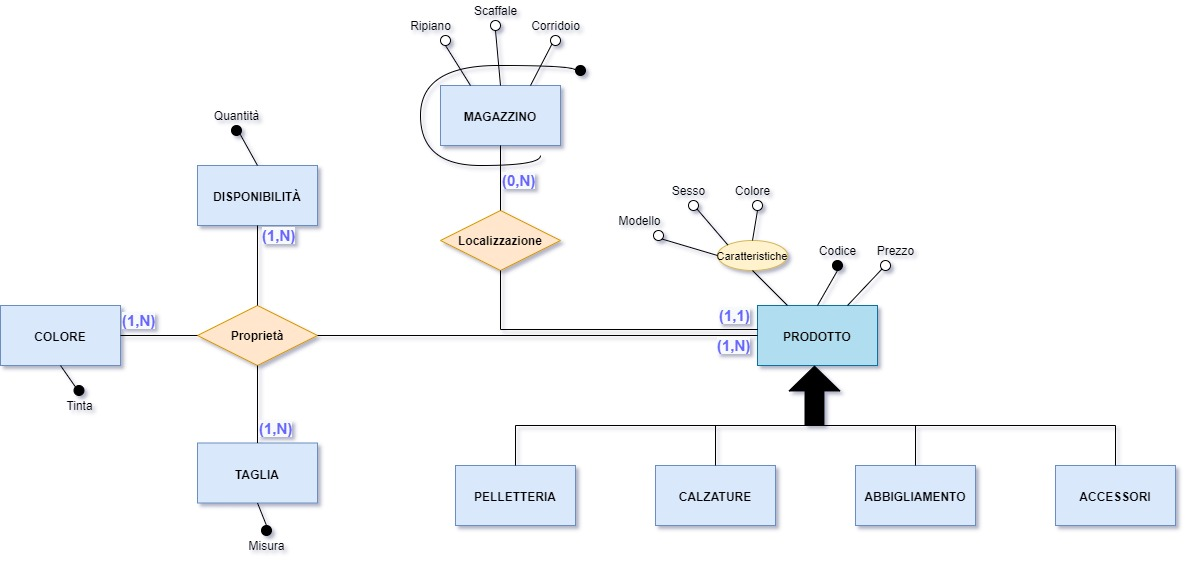 Scaffale
Ripiano
Corridoio
MAGAZZINO
Quantità
DISPONIBILITÀ
(0,N)
(1,N)
Localizzazione
Sesso
Colore
Modello
Caratteristiche
Codice
Prezzo
COLORE
(1,N)
Proprietà
(1,1)
(1,N)
PRODOTTO
Tinta
(1,N)
TAGLIA
Misura
PELLETTERIA
CALZATURE
ABBIGLIAMENTO
ACCESSORI